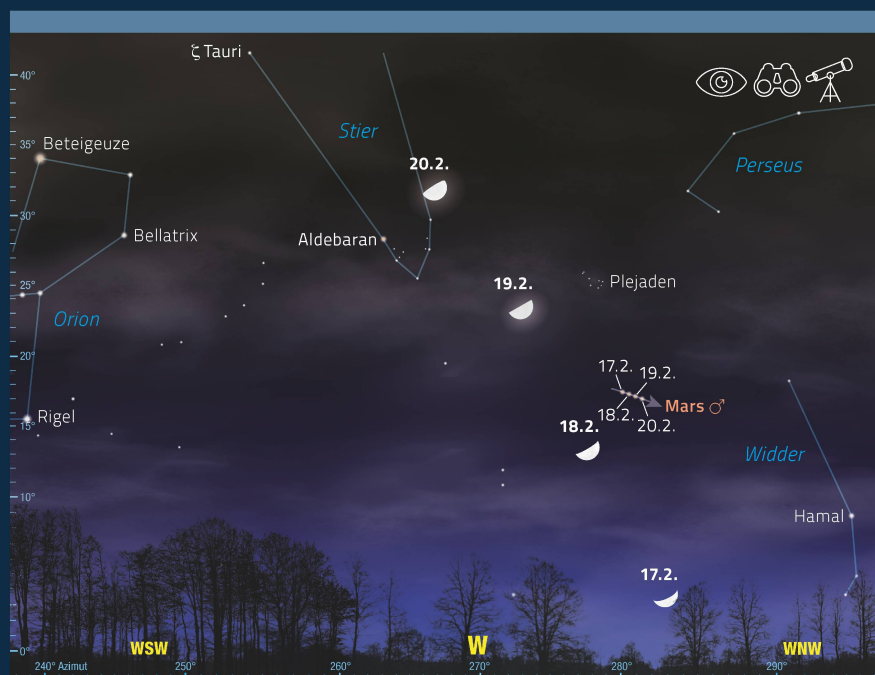 ζ Tauri
40°
Stier
35°
Beteigeuze
20.2.
Perseus
30°
Bellatrix
Aldebaran
25°
19.2.
Plejaden
Orion
20°
17.2.
19.2.
Mars ♂
18.2.
20.2.
15°
Rigel
18.2.
Widder
10°
Hamal
17.2.
0°
WSW
W
WNW
240° Azimut
250°
260°
270°
280°
290°